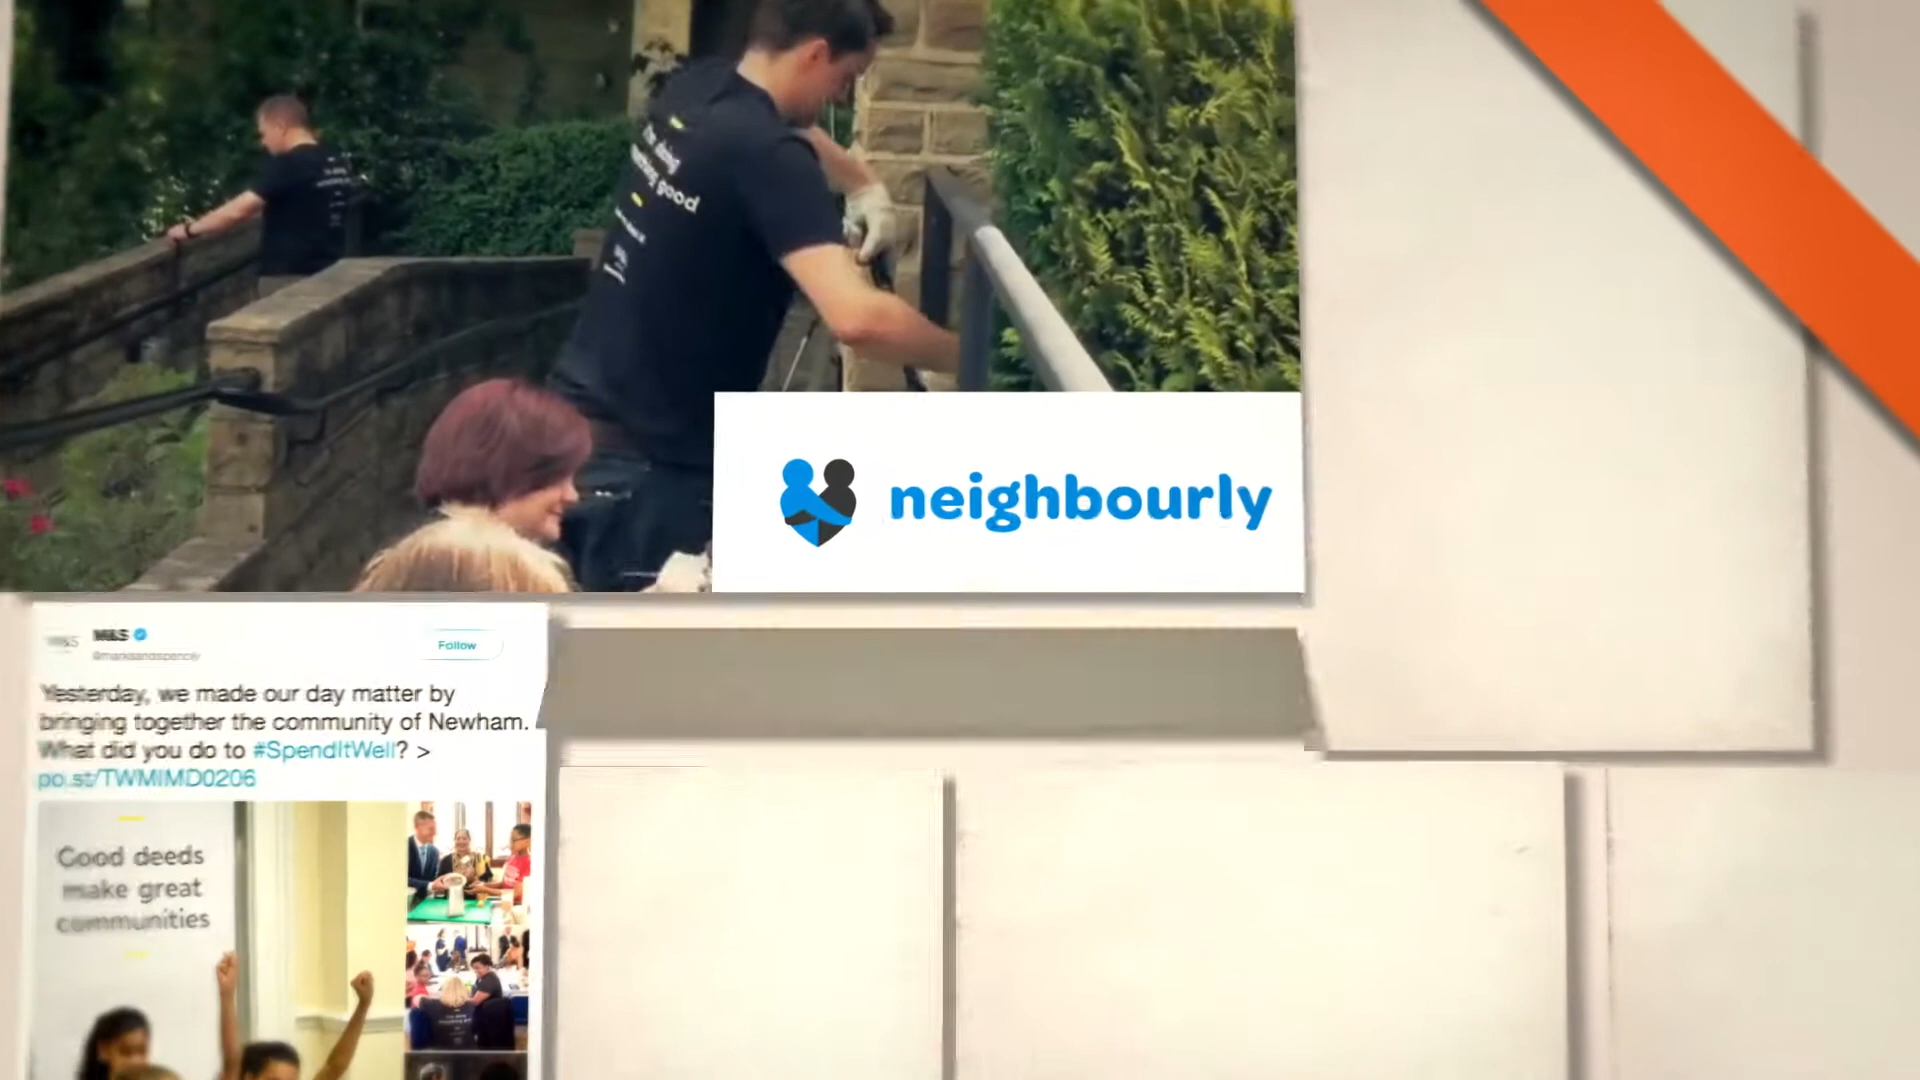 good
neighbourly
M&S
Follow
Yesterday, we made our day matter by
bringing together the community of Newham.
What did you do to #SpendItWell? >
po.st/TWMIMD0206
Good deeds
make great
communities